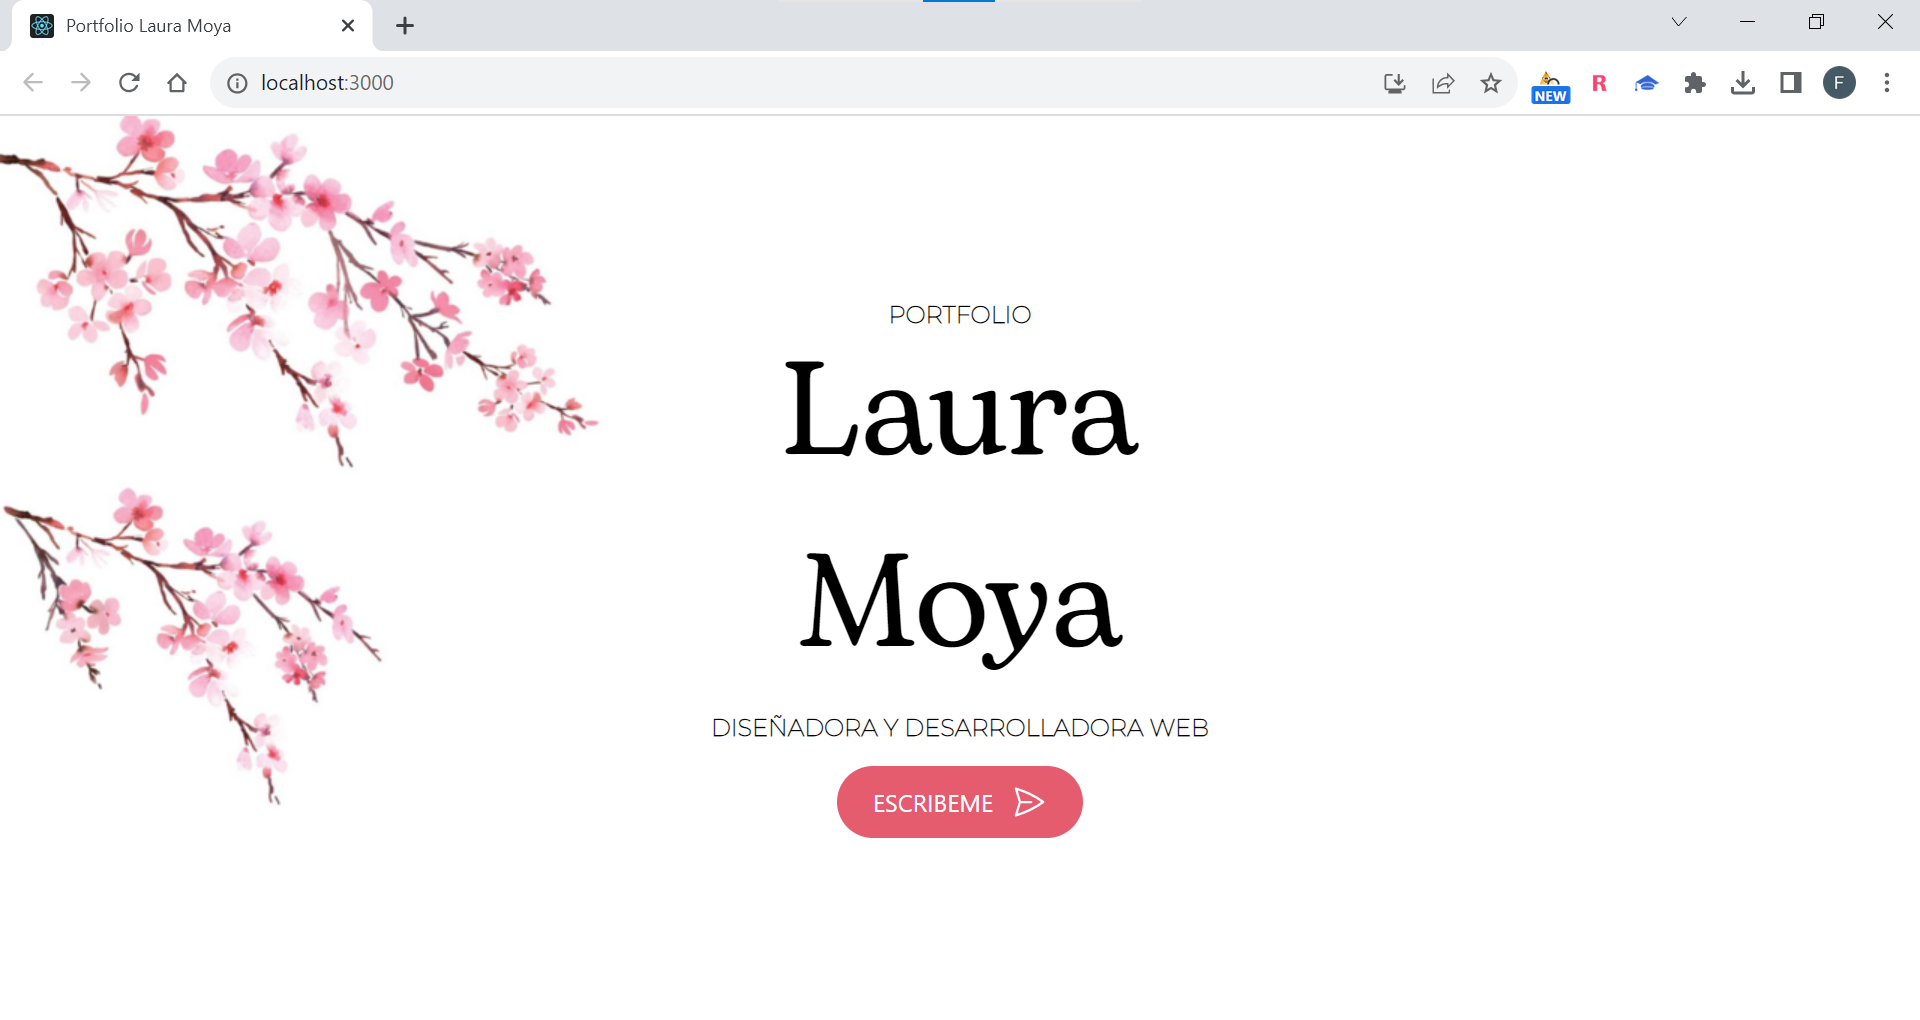 Portfolio Laura Moya
localhost:3000
NEW
R
F
PORTFOLIO
Laura
Moya
DISEÑADORA Y DESARROLLADORA WEB
ESCRIBEME